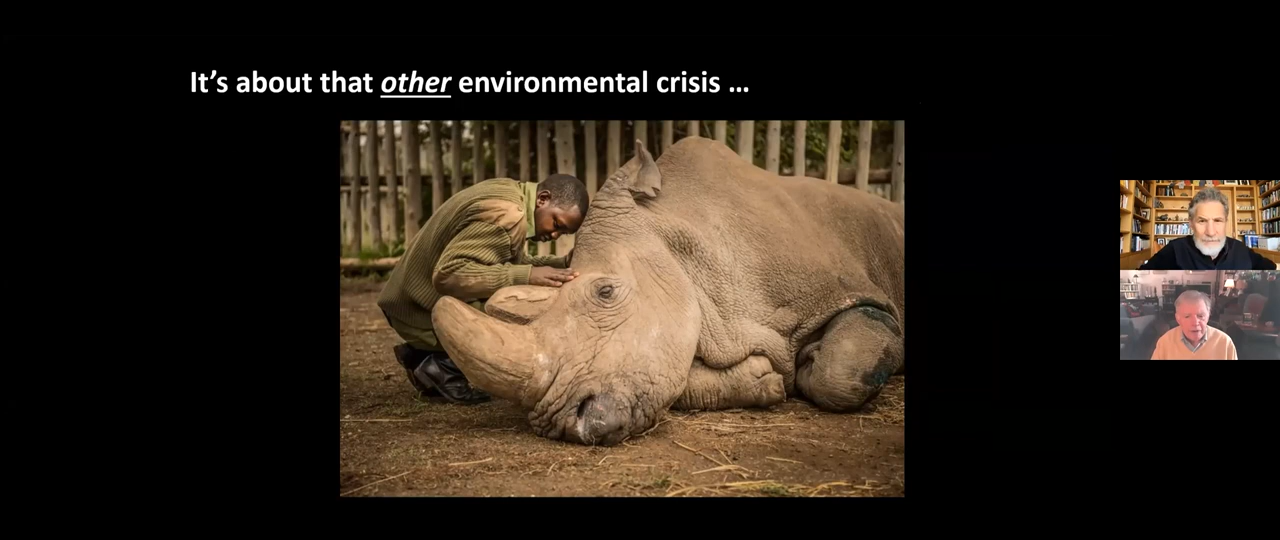 It’s about that other environmental crisis …